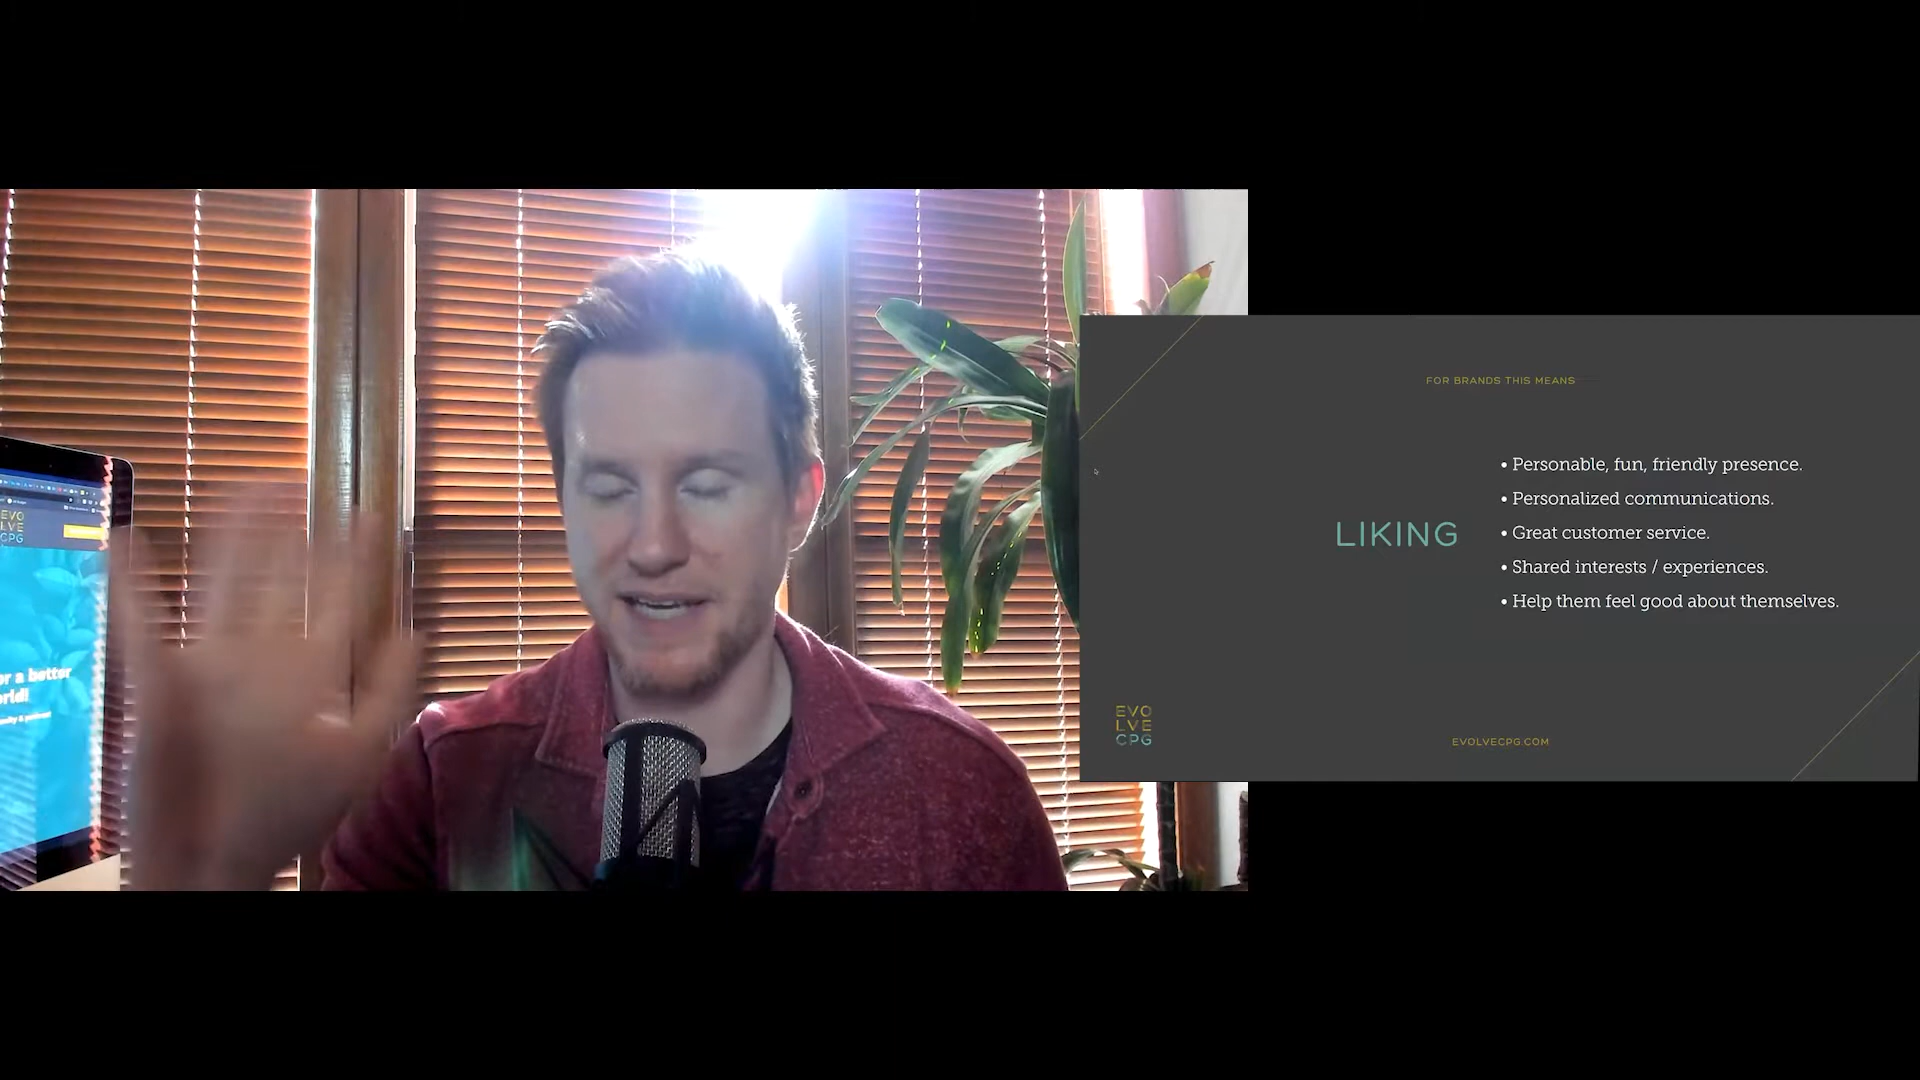 EVO
LVE
CPG
or a better
orld!
FOR BRANDS THIS MEANS
LIKING
• Personable, fun, friendly presence.
• Personalized communications.
• Great customer service.
• Shared interests / experiences.
• Help them feel good about themselves.
EVO
LVE
CPG
EVOLVECPG.COM